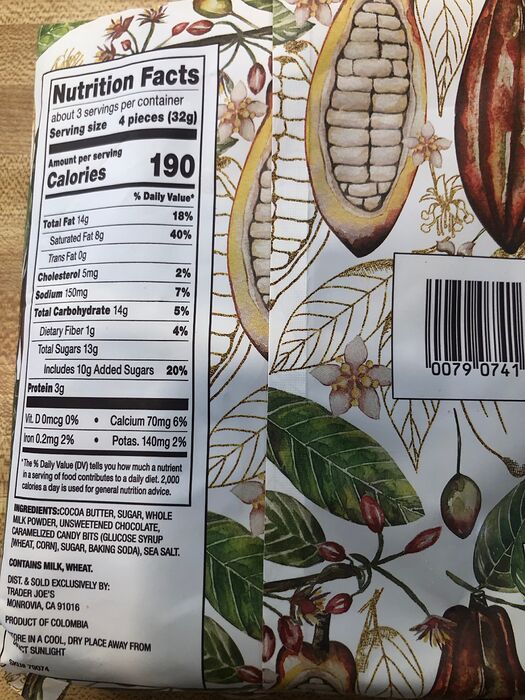 Nutrition Facts
about 3 servings per container
Serving size 4 pieces (32g)
Amount per serving
Calories 190
% Daily Value*
Total Fat 14g 18%
Saturated Fat 8g 40%
Trans Fat 0g
Cholesterol 5mg 2%
Sodium 150mg 7%
Total Carbohydrate 14g 5%
Dietary Fiber 1g 4%
Total Sugars 13g
Includes 10g Added Sugars 20%
Protein 3g
Vit. D 0mcg 0% • Calcium 70mg 6%
Iron 0.2mg 2% • Potas. 140mg 2%
*The % Daily Value (DV) tells you how much a nutrient
in a serving of food contributes to a daily diet. 2,000
calories a day is used for general nutrition advice.
INGREDIENTS:COCOA BUTTER, SUGAR, WHOLE
MILK POWDER, UNSWEETENED CHOCOLATE,
CARAMELIZED CANDY BITS (GLUCOSE SYRUP
(WHEAT, CORN), SUGAR, BAKING SODA), SEA SALT.
CONTAINS MILK, WHEAT.
DIST. & SOLD EXCLUSIVELY BY:
TRADER JOE'S
MONROVIA, CA 91016
PRODUCT OF COLOMBIA
ORE IN A COOL, DRY PLACE AWAY FROM
CT SUNLIGHT
SKU# 79074
0079 0741